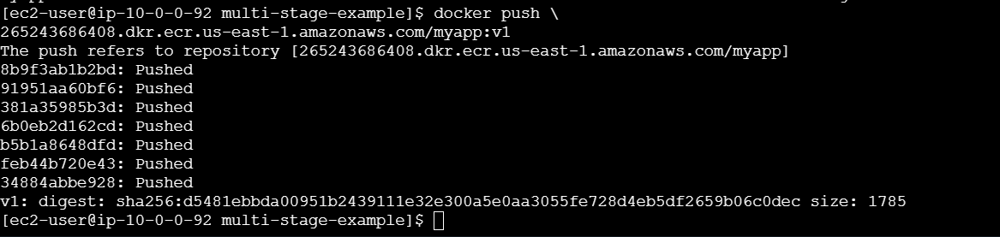 [ec2-user@ip-10-0-0-92 multi-stage-example]$ docker push \
265243686408.dkr.ecr.us-east-1.amazonaws.com/myapp:v1
The push refers to repository [265243686408.dkr.ecr.us-east-1.amazonaws.com/myapp]
8b9f3ab1b2bd: Pushed
91951aa60bf6: Pushed
381a35985b3d: Pushed
6b0eb2d162cd: Pushed
b5b1a8648dfd: Pushed
feb44b720e43: Pushed
34884abbe928: Pushed
v1: digest: sha256:d5481ebbda00951b2439111e32e300a5e0aa3055fe728d4eb5df2659b06c0dec size: 1785
[ec2-user@ip-10-0-0-92 multi-stage-example]$